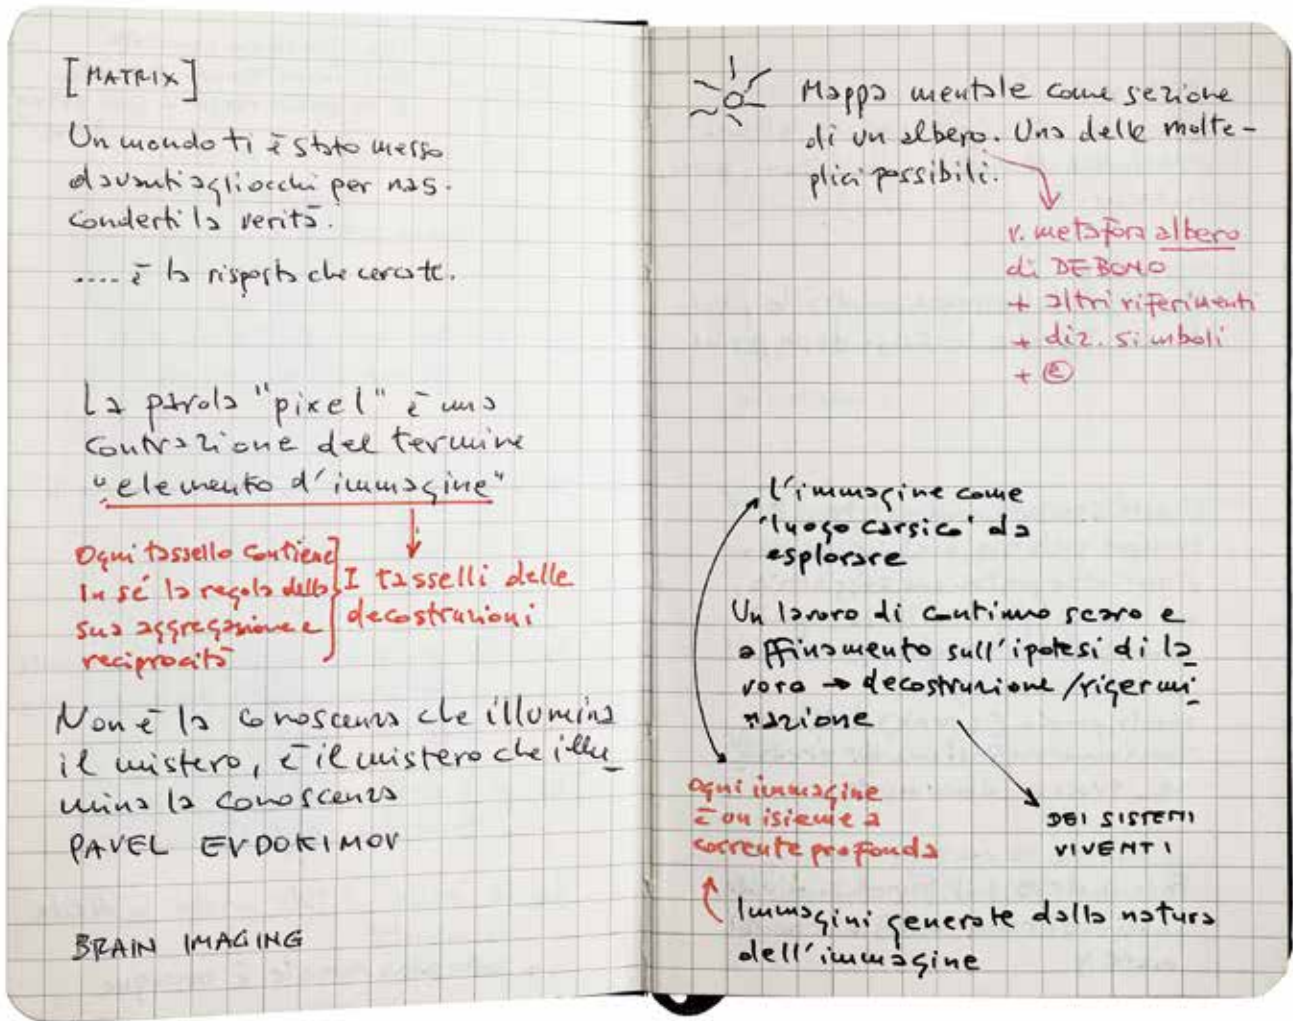 [MATRIX]
Un mondo ti è stato messo
davanti agli occhi per nas-
conderti la verità.
.... è la risposta che cercate.
La parola "pixel" è una
contrazione del termine
"elemento d'immagine"
Ogni tassello contiene
In sé la regola della
sua aggregazione e
reciprocità
I tasselli delle
decostruzioni
Non è la conoscenza che illumina
il mistero, è il mistero che illu_
mina la conoscenza
PAVEL EVDOKIMOV
BRAIN IMAGING
Mappa mentale come sezione
di un albero. Una delle molte-
plici possibili.
v. metafora albero
di DE BONO
+ altri riferimenti
+ diz. simboli
+ e
l'immagine come
'luogo carsico' da
esplorare
Un lavoro di continuo scavo e
affinamento sull'ipotesi di la_
voro → decostruzione/rigermi_
nazione
DEI SISTEMI
VIVENTI
Ogni immagine
è un insieme a
corrente profonda
Immagini generate dalla natura
dell'immagine